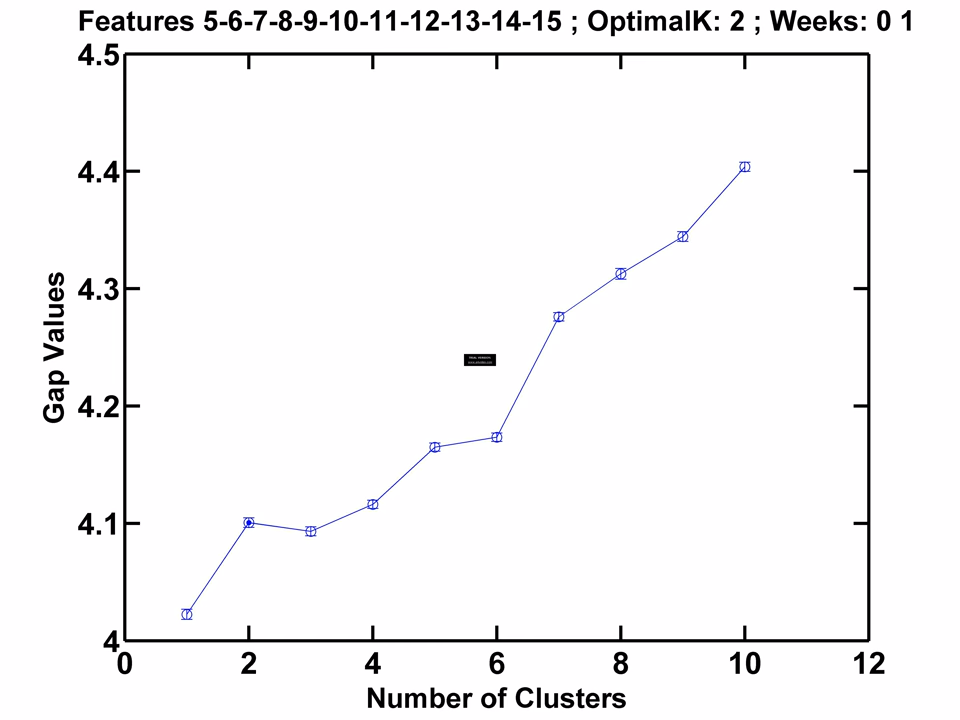 Features 5-6-7-8-9-10-11-12-13-14-15 ; OptimalK: 2 ; Weeks: 0 1
4.5
4.4
4.3
4.2
4.1
4
Gap Values
0 2 4 6 8 10 12
Number of Clusters